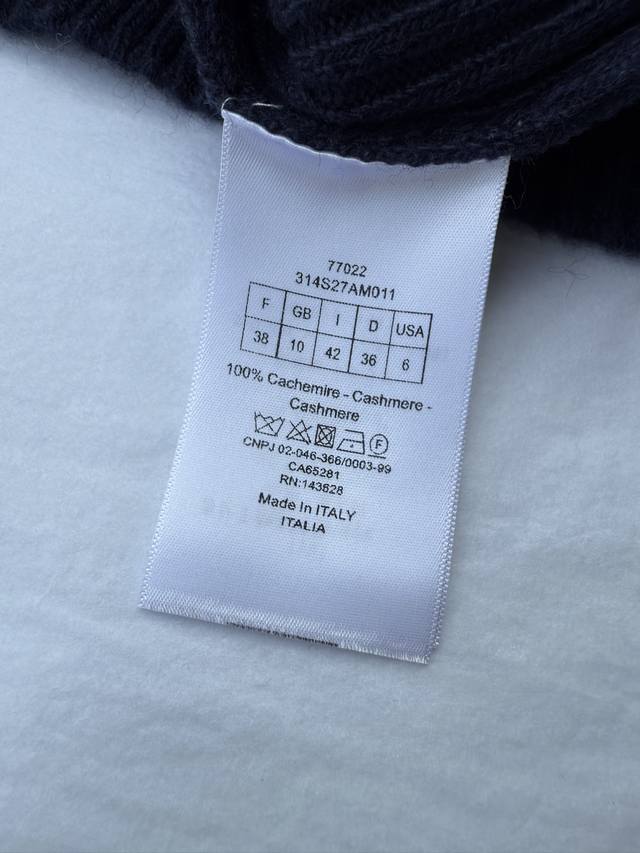 77022
314S27AM011
F GB I D USA
38 10 42 36 6
100% Cachemire - Cashmere -
Cashmere
F
CNPJ 02-046-366/0003-99
CA65281
RN:143628
Made In ITALY
ITALIA